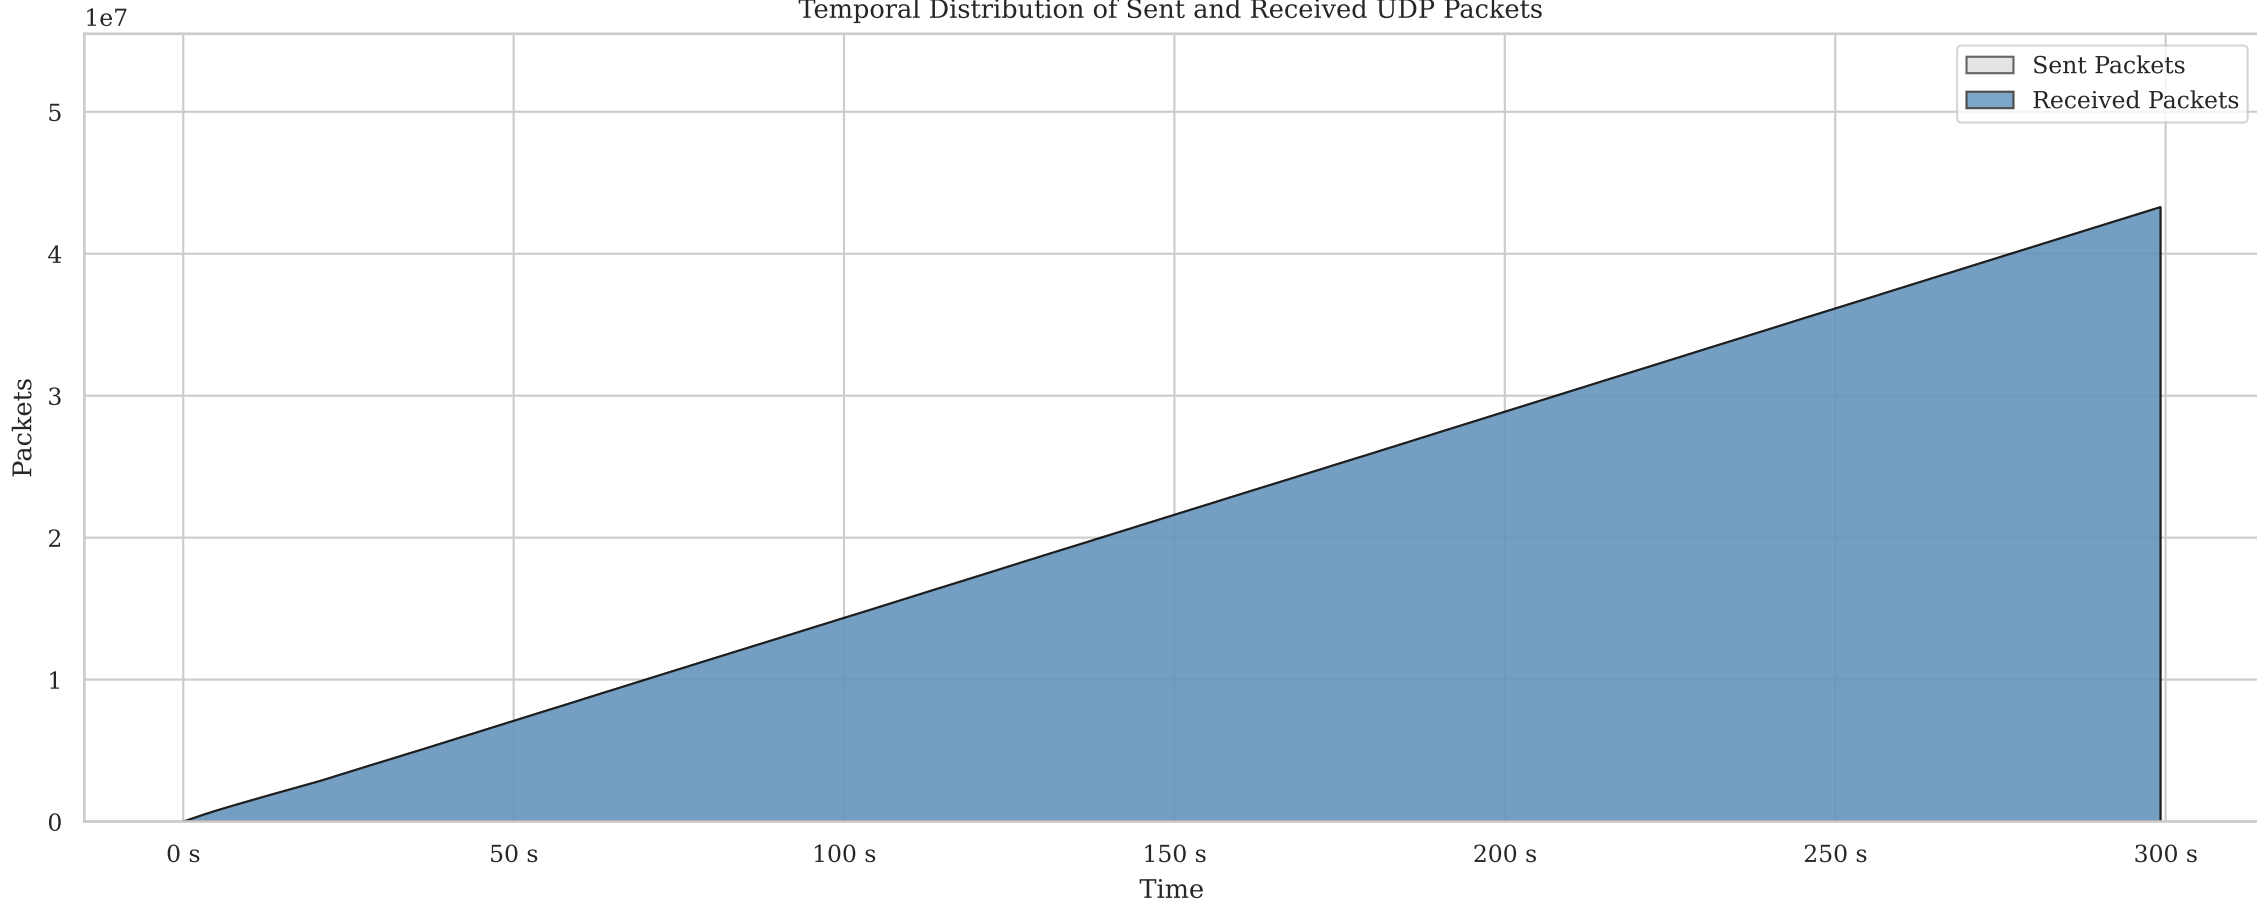 Temporal Distribution of Sent and Received UDP Packets
1e7
Sent Packets
Received Packets
5
4
3
2
1
0
Packets
0 s 50 s 100 s 150 s 200 s 250 s 300 s
Time